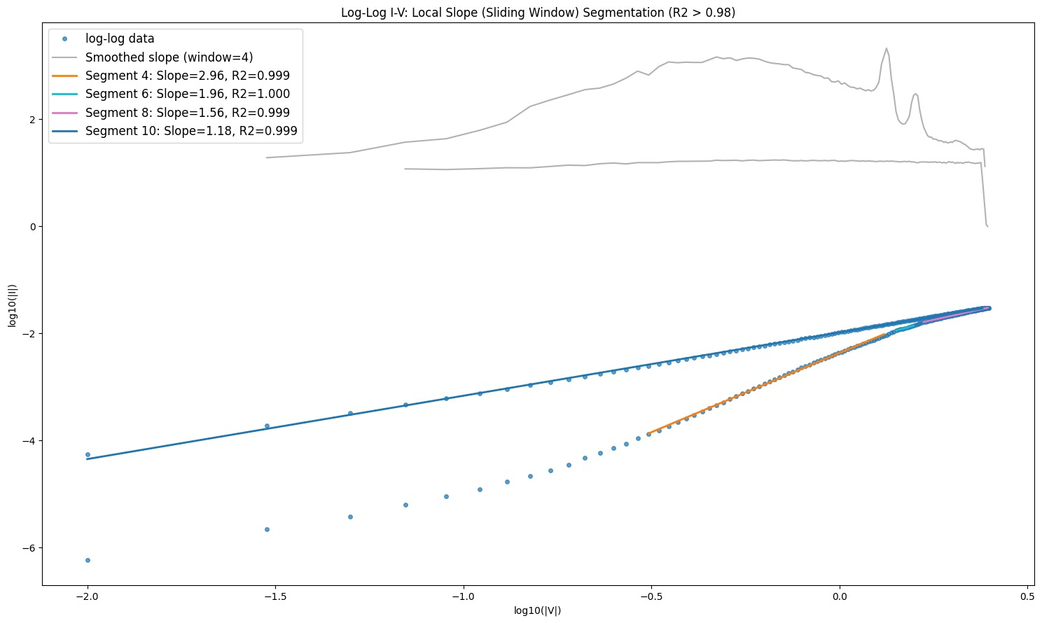 Log-Log I-V: Local Slope (Sliding Window) Segmentation (R2 > 0.98)
log-log data
Smoothed slope (window=4)
Segment 4: Slope=2.96, R2=0.999
Segment 6: Slope=1.96, R2=1.000
Segment 8: Slope=1.56, R2=0.999
Segment 10: Slope=1.18, R2=0.999
log10(|I|)
2
0
−2
−4
−6
−2.0
−1.5
−1.0
−0.5
0.0
0.5
log10(|V|)